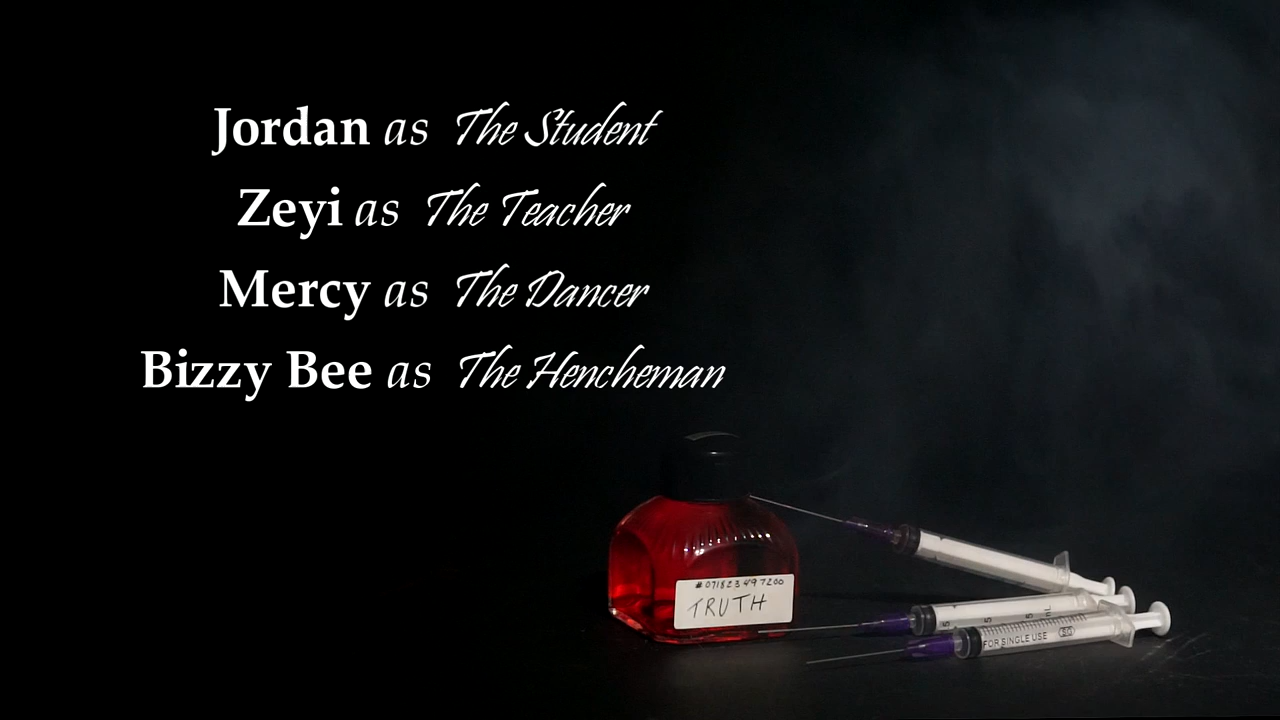 Jordan as The Student
Zeyi as The Teacher
Mercy as The Dancer
Bizzy Bee as The Hencheman
#071823497200
TRUTH
FOR SINGLE USE